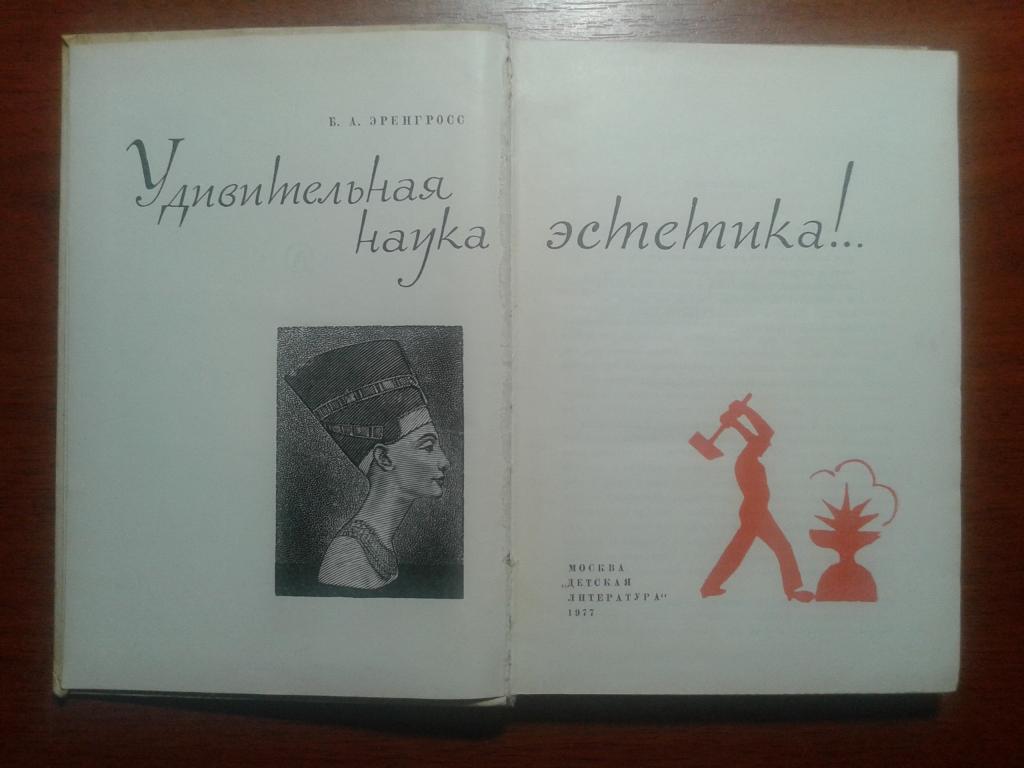 Б. А. ЭРЕНГРОСС
Удивительная
наука эстетика!..
МОСКВА
„ДЕТСКАЯ
ЛИТЕРАТУРА“
1977